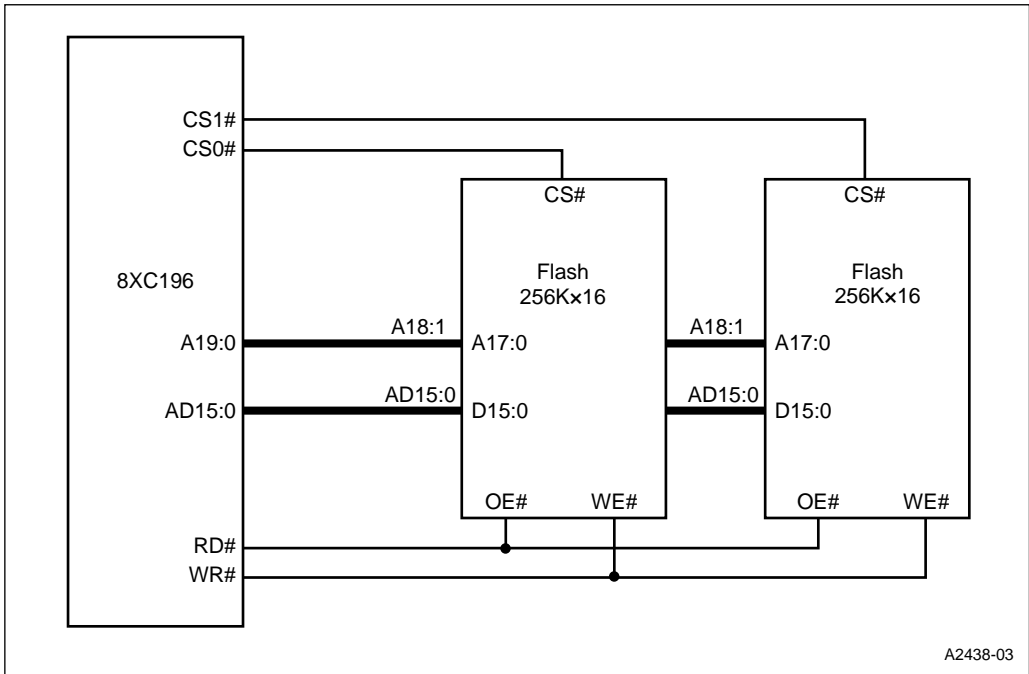 CS1#
CS0#
CS#
CS#
8XC196
Flash
256K×16
Flash
256K×16
A19:0
A18:1
A17:0
A18:1
A17:0
AD15:0
AD15:0
D15:0
AD15:0
D15:0
OE#
WE#
OE#
WE#
RD#
WR#
A2438-03